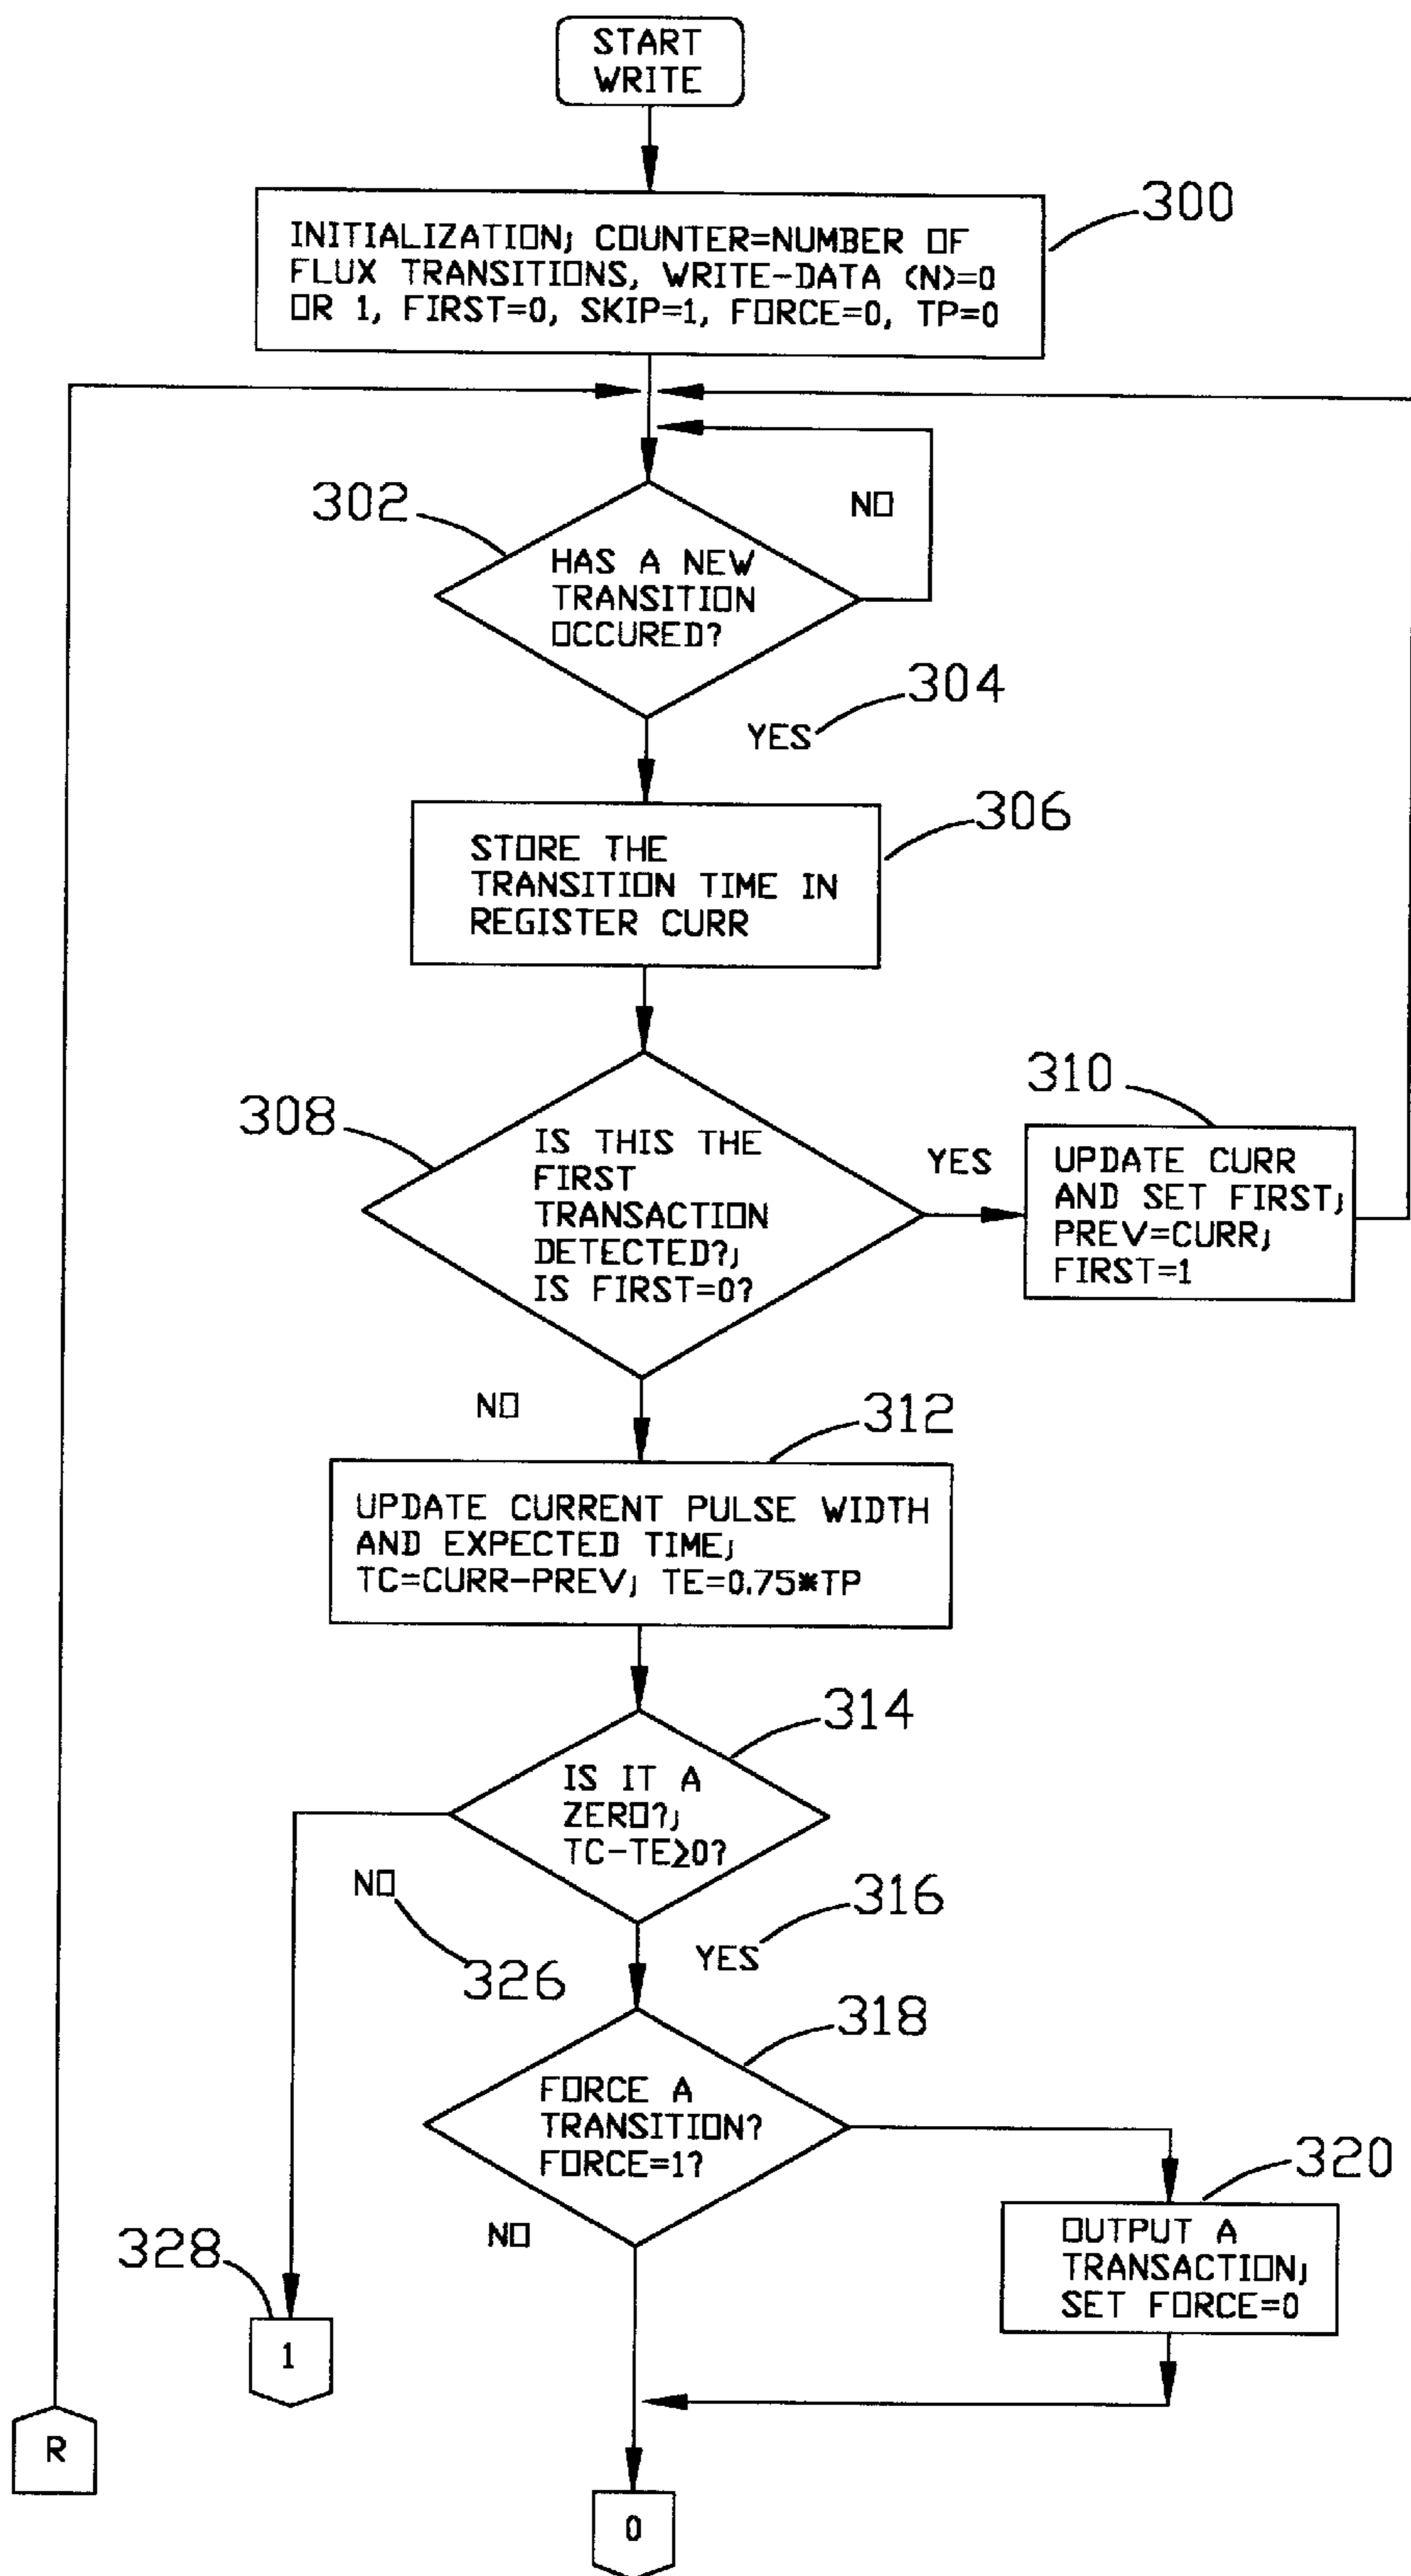 START
WRITE
300
INITIALIZATION; COUNTER=NUMBER OF
FLUX TRANSITIONS, WRITE-DATA (N)=0
OR 1, FIRST=0, SKIP=1, FORCE=0, TP=0
302
NO
HAS A NEW
TRANSITION
OCCURED?
304
YES
306
STORE THE
TRANSITION TIME IN
REGISTER CURR
308
IS THIS THE
FIRST
TRANSACTION
DETECTED?;
IS FIRST=0?
YES
310
UPDATE CURR
AND SET FIRST;
PREV=CURR;
FIRST=1
NO
312
UPDATE CURRENT PULSE WIDTH
AND EXPECTED TIME;
TC=CURR-PREV; TE=0.75*TP
314
IS IT A
ZERO?;
TC-TE≥0?
NO
326
316
YES
318
FORCE A
TRANSITION?
FORCE=1?
NO
320
OUTPUT A
TRANSACTION;
SET FORCE=0
328
1
R
0